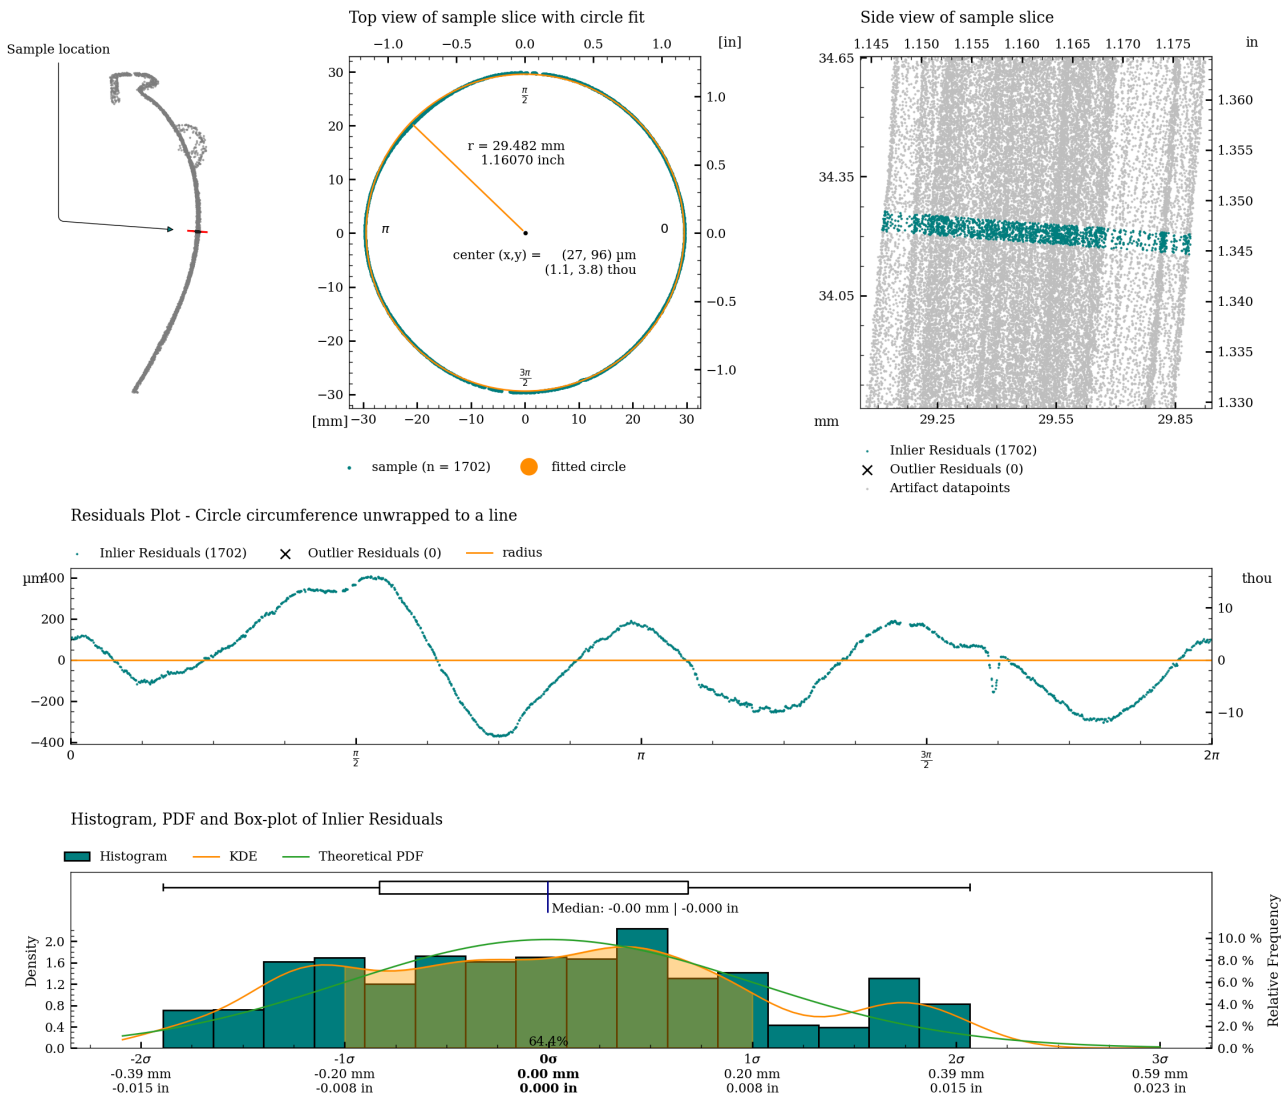 Sample location
Top view of sample slice with circle fit
−1.0 −0.5 0.0 0.5 1.0 [in]
30
20
10
0
−10
−20
−30
1.0
0.5
0.0
−0.5
−1.0
π/2
r = 29.482 mm
1.16070 inch
π
0
center (x,y) = (27, 96) µm
(1.1, 3.8) thou
3π/2
[mm] −30 −20 −10 0 10 20 30
sample (n = 1702) fitted circle
Side view of sample slice
1.145 1.150 1.155 1.160 1.165 1.170 1.175 in
34.65
34.35
34.05
1.360
1.355
1.350
1.345
1.340
1.335
1.330
mm 29.25 29.55 29.85
Inlier Residuals (1702)
Outlier Residuals (0)
Artifact datapoints
Residuals Plot - Circle circumference unwrapped to a line
Inlier Residuals (1702) Outlier Residuals (0) radius
µm
400
200
0
−200
−400
thou
10
0
−10
0 π/2 π 3π/2 2π
Histogram, PDF and Box-plot of Inlier Residuals
Histogram KDE Theoretical PDF
Median: -0.00 mm | -0.000 in
Density
2.0
1.6
1.2
0.8
0.4
0.0
Relative Frequency
10.0 %
8.0 %
6.0 %
4.0 %
2.0 %
0.0 %
64.4%
-2σ -1σ 0σ 1σ 2σ 3σ
-0.39 mm -0.20 mm 0.00 mm 0.20 mm 0.39 mm 0.59 mm
-0.015 in -0.008 in 0.000 in 0.008 in 0.015 in 0.023 in